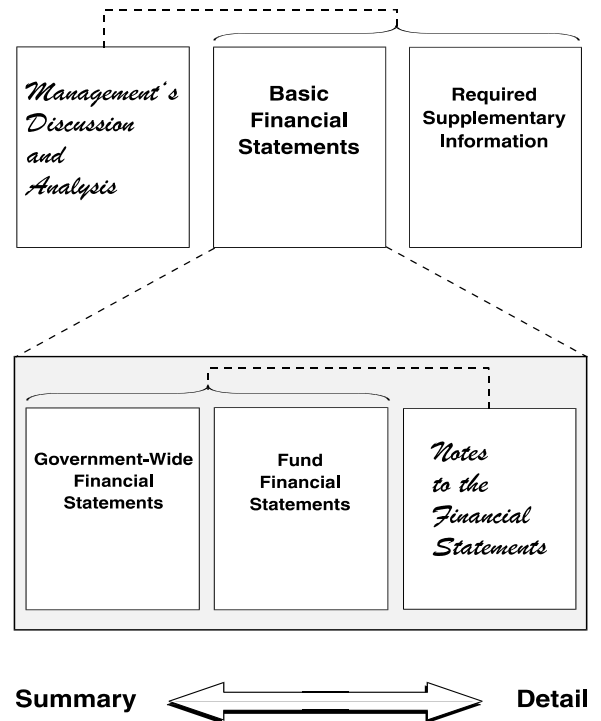 Management's
Discussion
and
Analysis
Basic
Financial
Statements
Required
Supplementary
Information
Government-Wide
Financial
Statements
Fund
Financial
Statements
Notes
to the
Financial
Statements
Summary
Detail